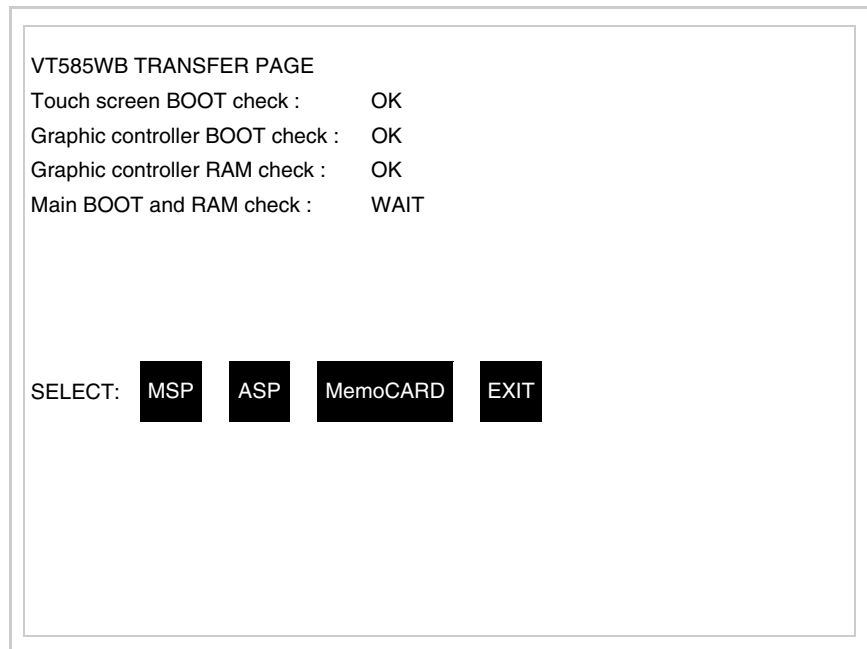 VT585WB TRANSFER PAGE
Touch screen BOOT check : OK
Graphic controller BOOT check : OK
Graphic controller RAM check : OK
Main BOOT and RAM check : WAIT
SELECT: MSP ASP MemoCARD EXIT